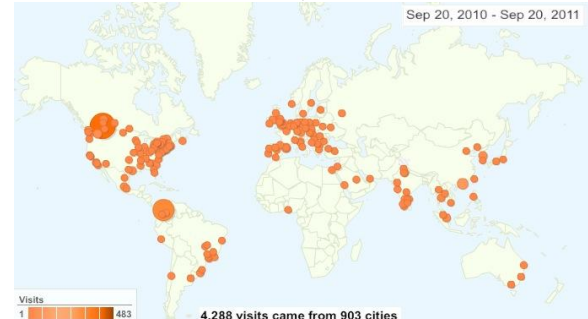 Sep 20, 2010 - Sep 20, 2011
Visits
1 483
4,288 visits came from 903 cities